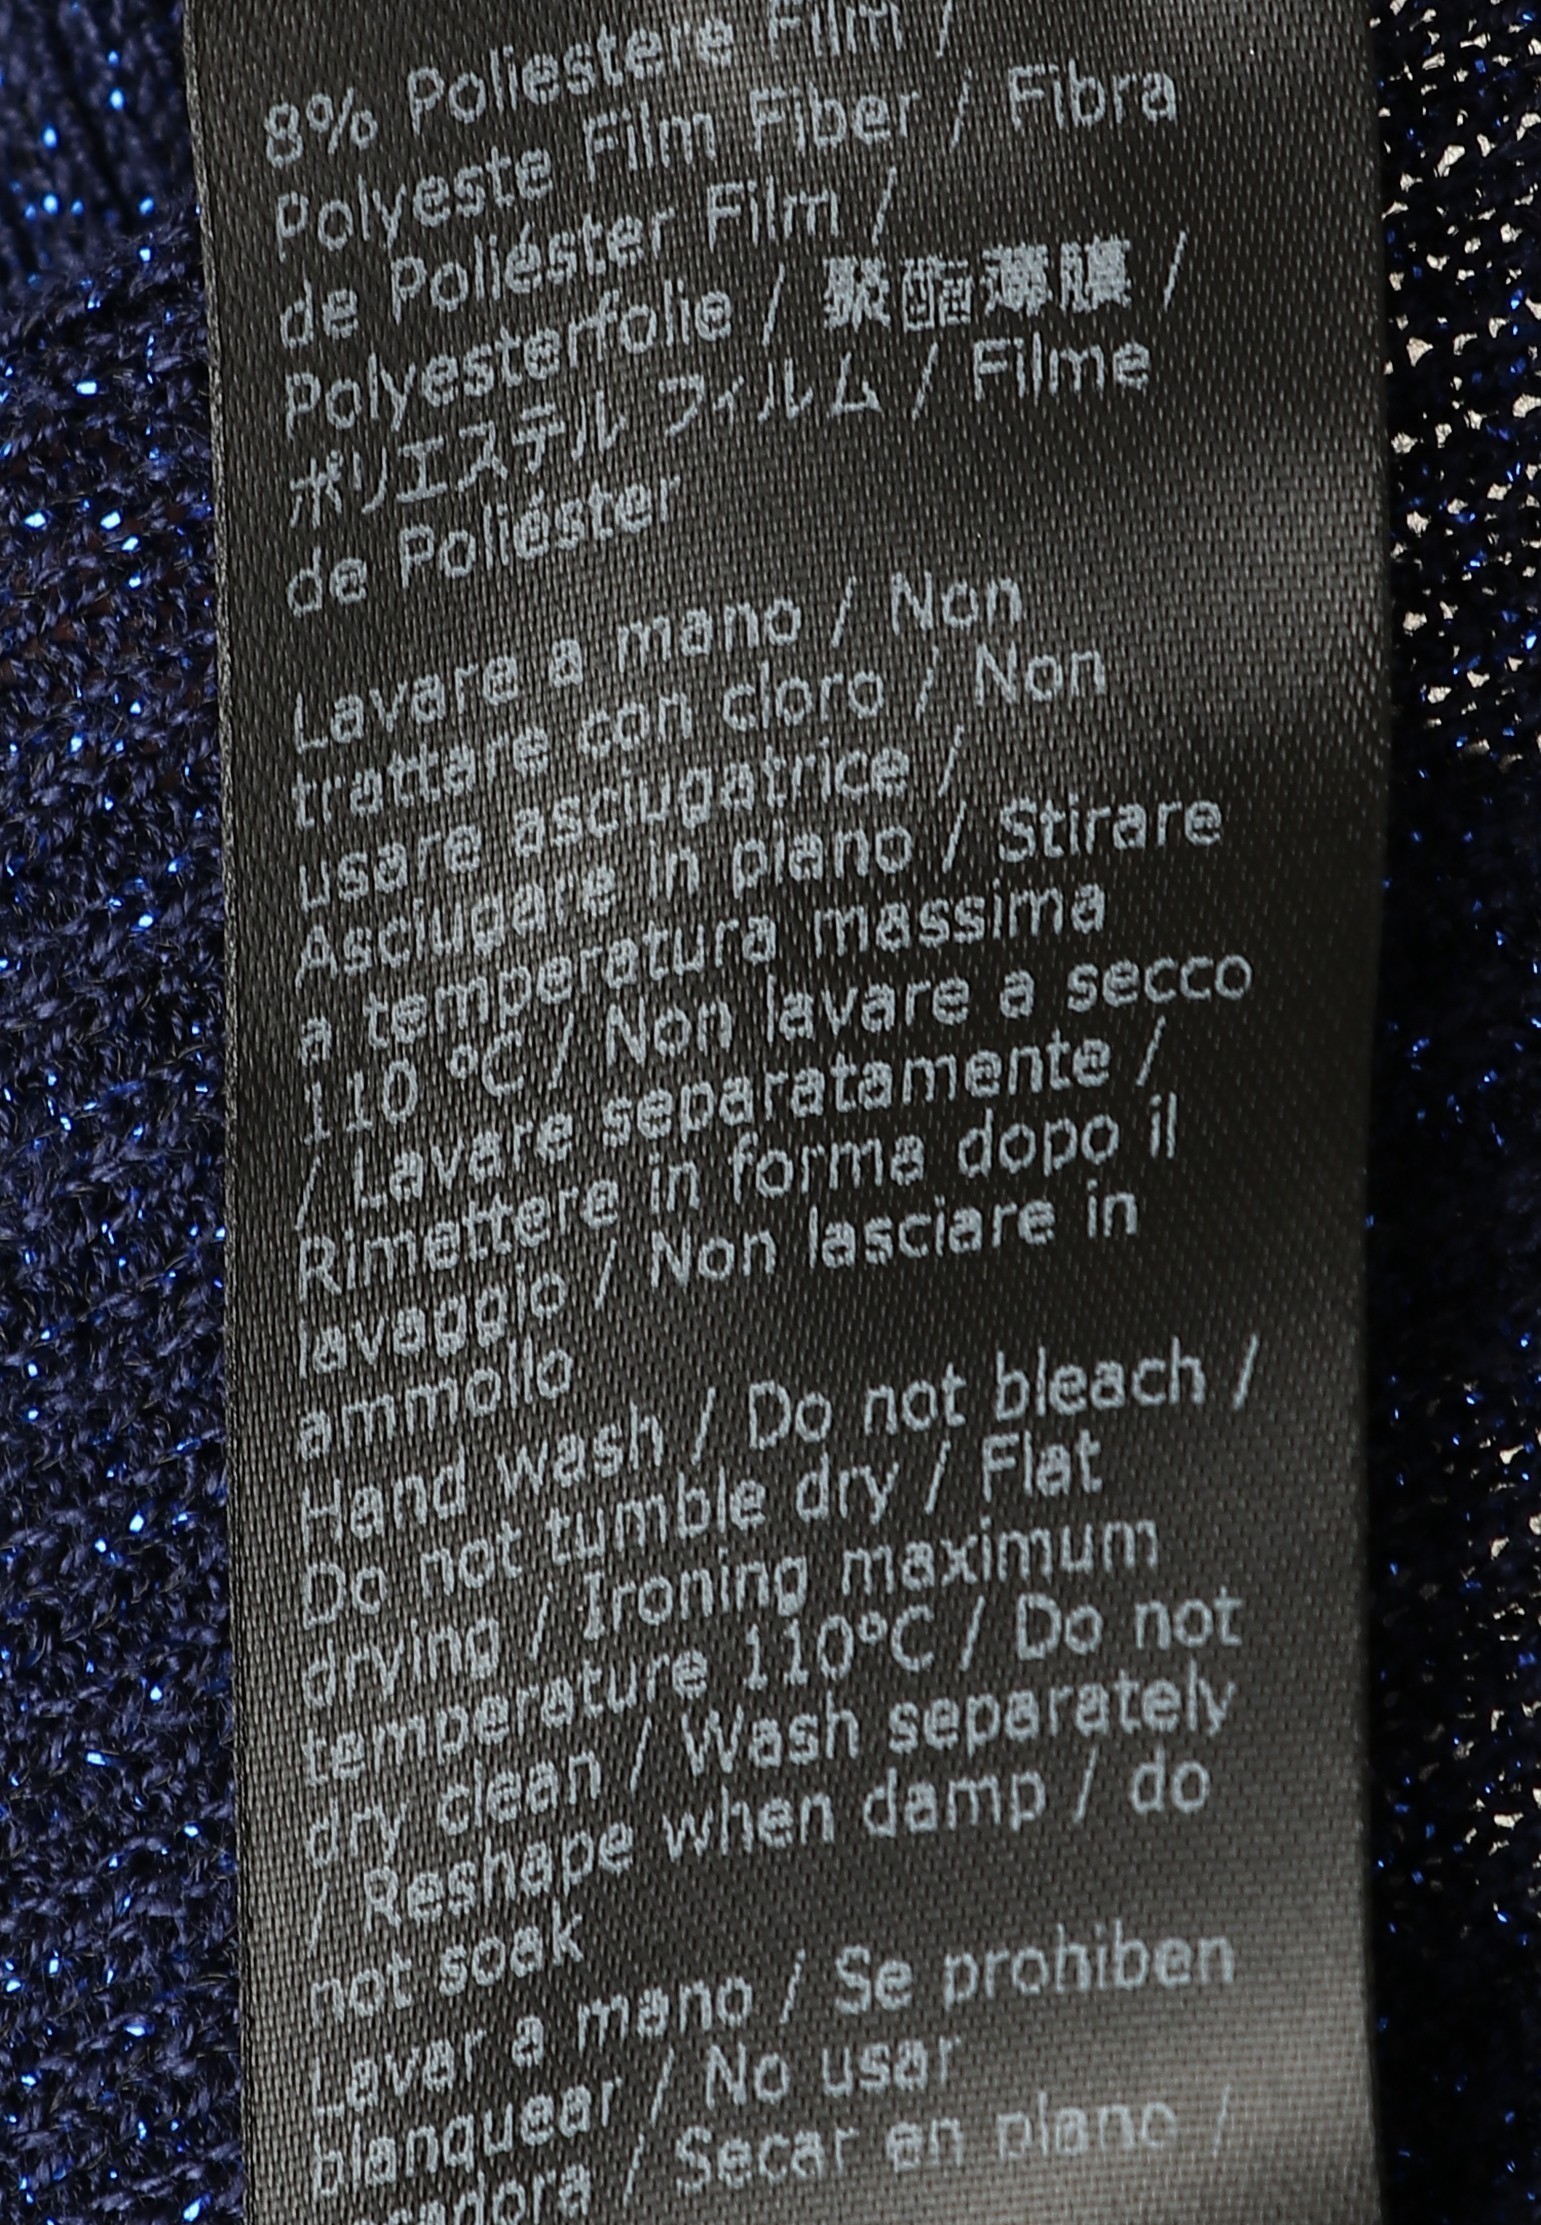 8% Poliestere Film /
Polyeste Film Fiber / Fibra
de Poliéster Film /
Polyesterfolie / 聚酯薄膜 /
ポリエステル フィルム / Filme
de Poliéster
Lavare a mano / Non
trattare con cloro / Non
usare asciugatrice /
Asciugare in piano / Stirare
a temperatura massima
110 °C / Non lavare a secco
/ Lavare separatamente /
Rimettere in forma dopo il
lavaggio / Non lasciare in
ammollo
Hand wash / Do not bleach /
Do not tumble dry / Flat
drying / Ironing maximum
temperature 110°C / Do not
dry clean / Wash separately
/ Reshape when damp / do
not soak
Lavar a mano / Se prohiben
blanquear / No usar
/ Secar en plano /